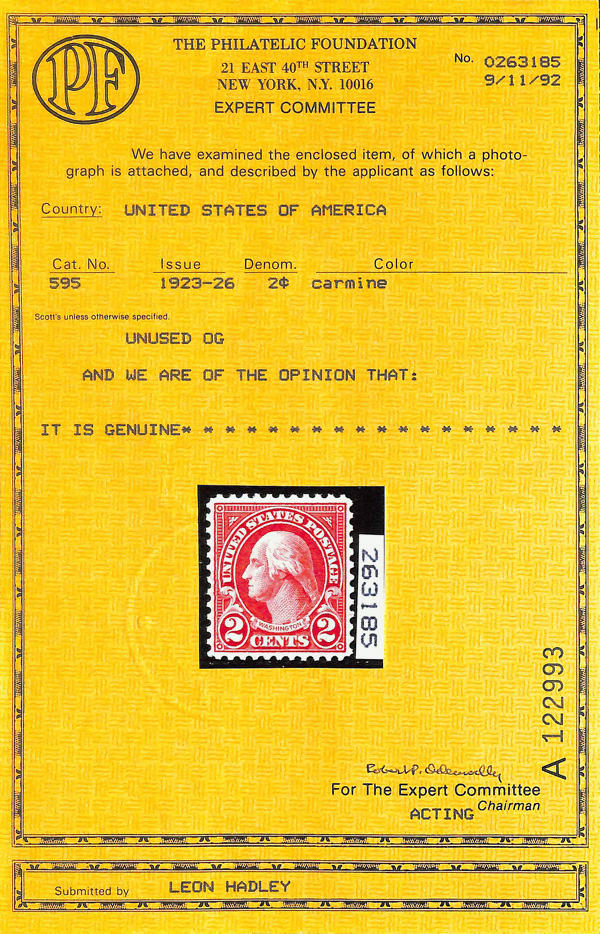 PF
THE PHILATELIC FOUNDATION
21 EAST 40TH STREET
NEW YORK, N.Y. 10016
EXPERT COMMITTEE
No. 0263185
9/11/92
We have examined the enclosed item, of which a photo-
graph is attached, and described by the applicant as follows:
Country: UNITED STATES OF AMERICA
Cat. No. Issue Denom. Color
595 1923-26 2¢ carmine
Scott's unless otherwise specified.
UNUSED OG
AND WE ARE OF THE OPINION THAT:
IT IS GENUINE* * * * * * * * * * * * * * * * * *
UNITED STATES POSTAGE
WASHINGTON
2 CENTS 2
263185
A 122993
For The Expert Committee
ACTING Chairman
Submitted by LEON HADLEY